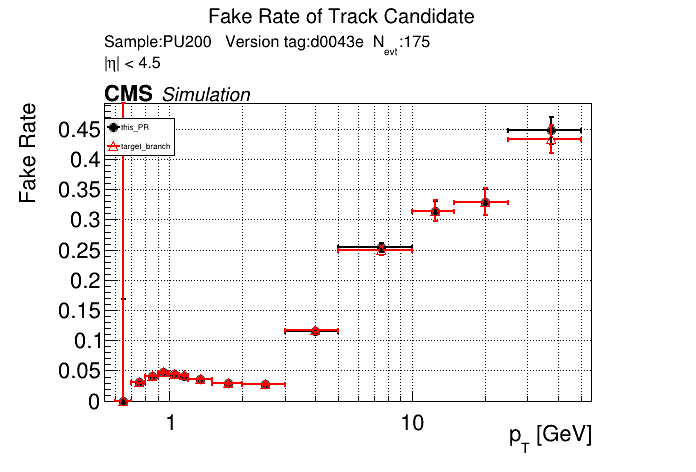 Fake Rate of Track Candidate
Sample:PU200 Version tag:d0043e N_evt:175
|η| < 4.5
CMS Simulation
Fake Rate
this_PR
target_branch
0.45
0.4
0.35
0.3
0.25
0.2
0.15
0.1
0.05
0
1
10
p_T [GeV]